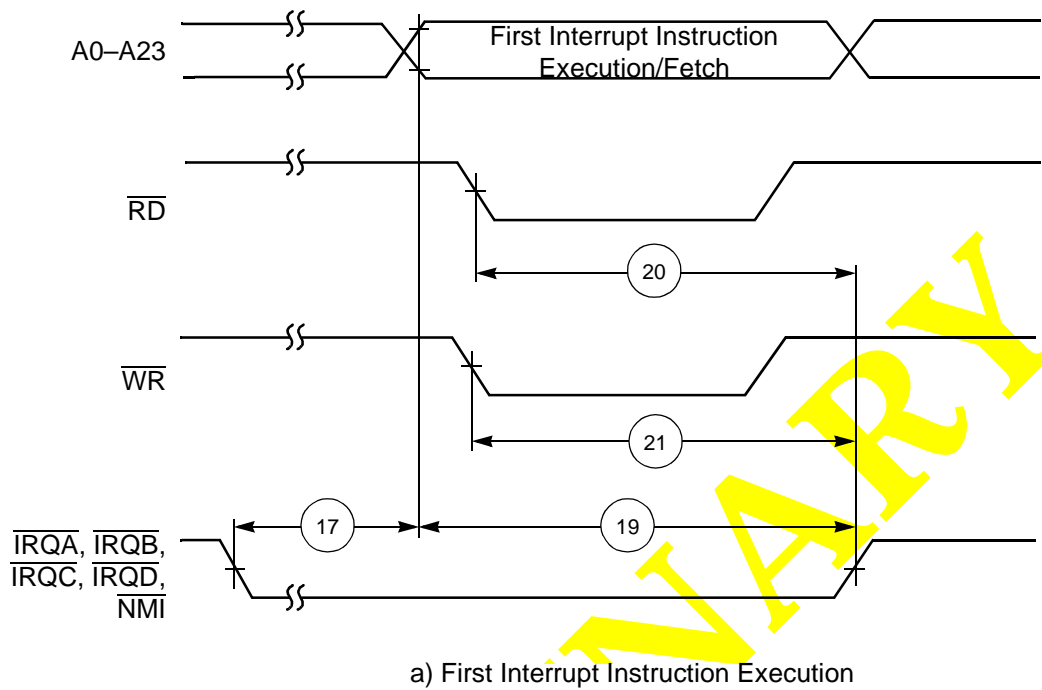 A0–A23
First Interrupt Instruction
Execution/Fetch
RD
20
WR
21
17
19
IRQA, IRQB,
IRQC, IRQD,
NMI
NARY
a) First Interrupt Instruction Execution